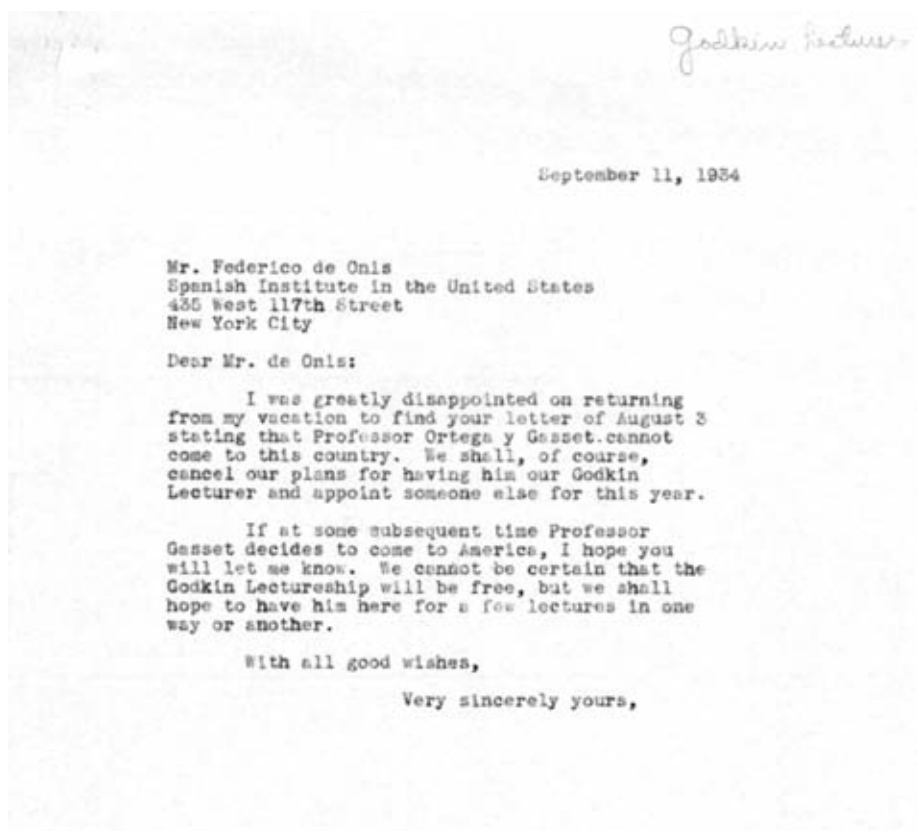 Godkin Lectures
September 11, 1934
Mr. Federico de Onis
Spanish Institute in the United States
435 West 117th Street
New York City
Dear Mr. de Onis:
I was greatly disappointed on returning
from my vacation to find your letter of August 3
stating that Professor Ortega y Gasset.cannot
come to this country. We shall, of course,
cancel our plans for having him our Godkin
Lecturer and appoint someone else for this year.
If at some subsequent time Professor
Gasset decides to come to America, I hope you
will let me know. We cannot be certain that the
Godkin Lectureship will be free, but we shall
hope to have him here for a few lectures in one
way or another.
With all good wishes,
Very sincerely yours,